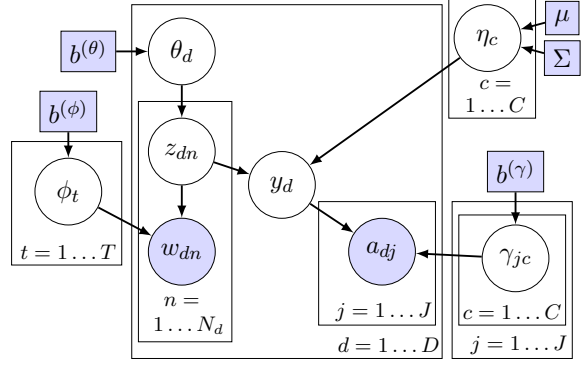 b^(θ)
θ_d
η_c
μ
Σ
c =
1 … C
b^(ϕ)
z_dn
ϕ_t
y_d
b^(γ)
w_dn
a_dj
γ_jc
t = 1 … T
n =
1 … N_d
j = 1 … J
c = 1 … C
d = 1 … D
j = 1 … J